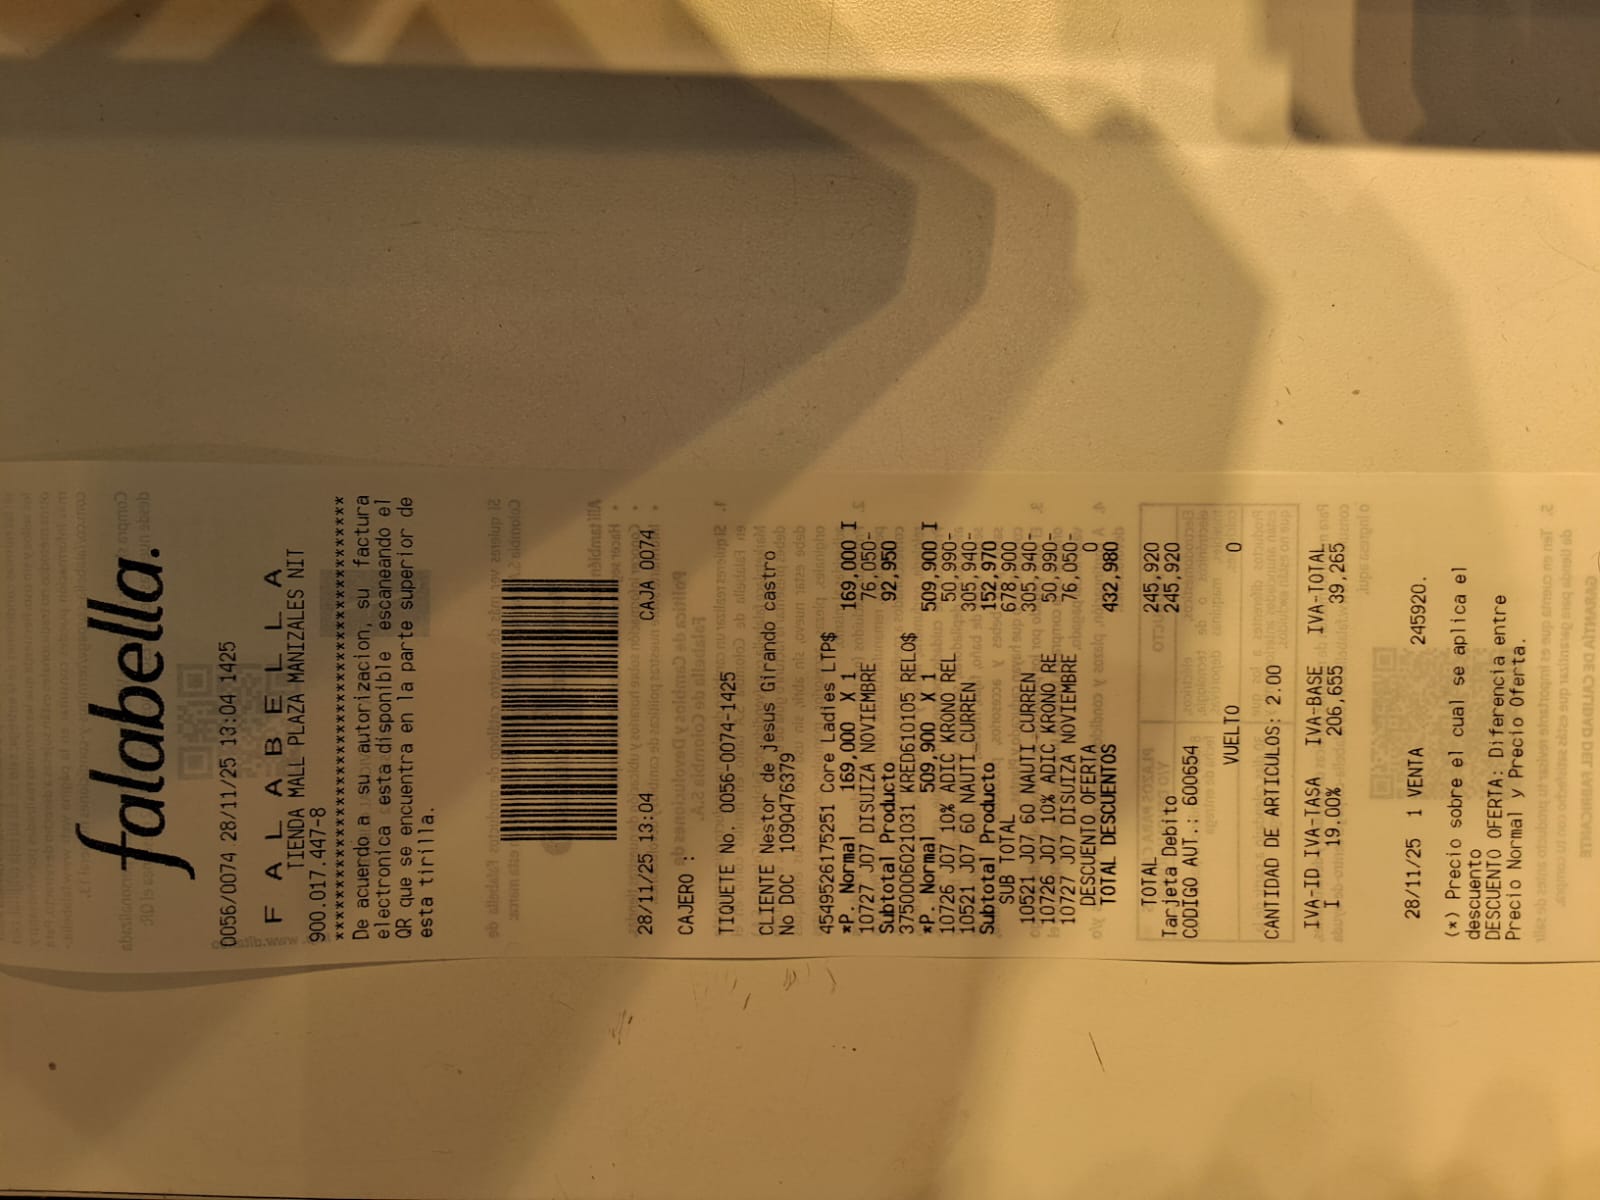 falabella.
0056/0074 28/11/25 13:04 1425
F A L A B E L L A
TIENDA MALL PLAZA MANIZALES NIT
900.017.447-8
De acuerdo a su autorizacion, su factura
electronica esta disponible escaneando el
QR que se encuentra en la parte superior de
esta tirilla.
28/11/25 13:04 CAJA 0074
CAJERO :
TIQUETE No. 0056-0074-1425
CLIENTE Nestor de jesus Girando castro
No DOC 1090476379
4549526175251 Core Ladies LTP$
*P. Normal 169,000 X 1 169,000 I
10727 J07 DISUIZA NOVIEMBRE 76,050-
Subtotal Producto 92,950
3750006021031 KRED610105 RELO$
*P. Normal 509,900 X 1 509,900 I
10726 J07 10% ADIC KRONO REL 50,990-
10521 J07 60 NAUTI_CURREN 305,940-
Subtotal Producto 152,970
SUB TOTAL 678,900
10521 J07 60 NAUTI_CURREN 305,940-
10726 J07 10% ADIC KRONO RE 50,990-
10727 J07 DISUIZA NOVIEMBRE 76,050-
DESCUENTO OFERTA 0
TOTAL DESCUENTOS 432,980
TOTAL 245,920
Tarjeta Debito 245,920
CODIGO AUT.: 600654
VUELTO 0
CANTIDAD DE ARTICULOS: 2.00
IVA-ID IVA-TASA IVA-BASE IVA-TOTAL
I 19.00% 206,655 39,265
28/11/25 1 VENTA 245920.
(*) Precio sobre el cual se aplica el
descuento
DESCUENTO OFERTA: Diferencia entre
Precio Normal y Precio Oferta.